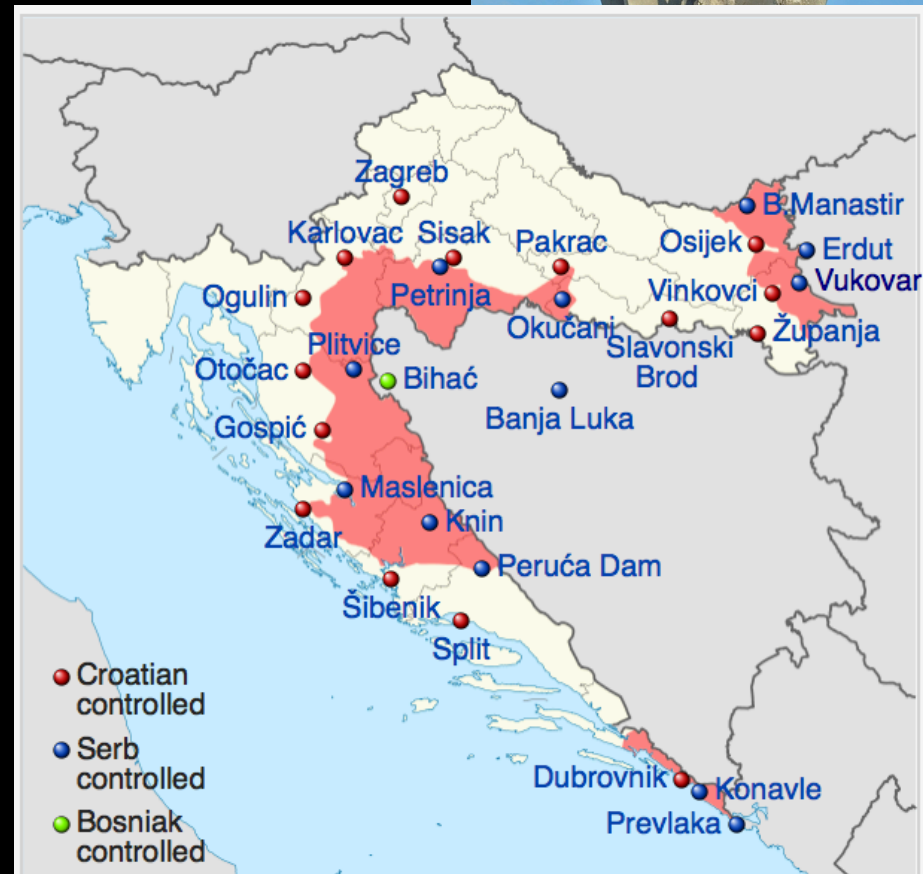 Zagreb
B.Manastir
Karlovac
Sisak
Pakrac
Osijek
Erdut
Ogulin
Petrinja
Vinkovci
Vukovar
Okučani
Plitvice
Slavonski
Brod
Županja
Otočac
Bihać
Banja Luka
Gospić
Maslenica
Zadar
Knin
Peruća Dam
Šibenik
Split
Croatian
controlled
Serb
controlled
Bosniak
controlled
Dubrovnik
Konavle
Prevlaka